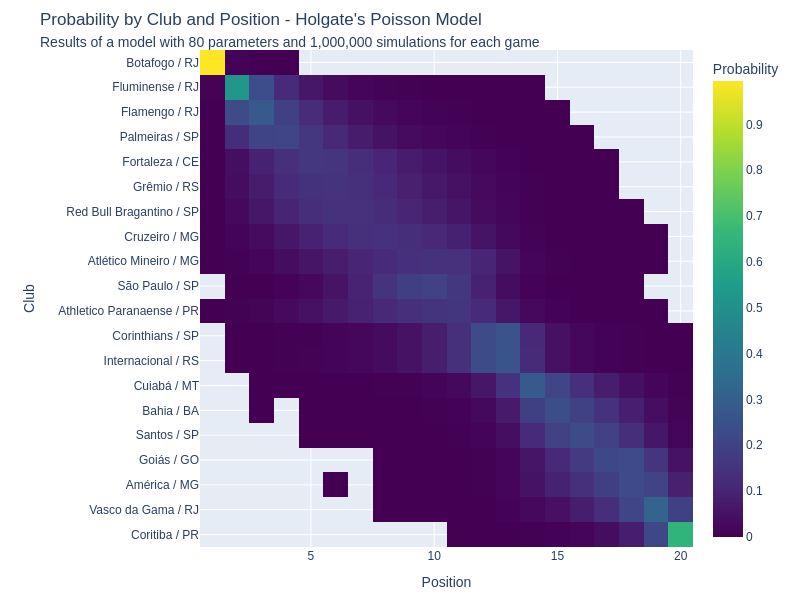 Probability by Club and Position - Holgate's Poisson Model
Results of a model with 80 parameters and 1,000,000 simulations for each game
Probability
Club
Botafogo / RJ
Fluminense / RJ
Flamengo / RJ
Palmeiras / SP
Fortaleza / CE
Grêmio / RS
Red Bull Bragantino / SP
Cruzeiro / MG
Atlético Mineiro / MG
São Paulo / SP
Athletico Paranaense / PR
Corinthians / SP
Internacional / RS
Cuiabá / MT
Bahia / BA
Santos / SP
Goiás / GO
América / MG
Vasco da Gama / RJ
Coritiba / PR
0.9
0.8
0.7
0.6
0.5
0.4
0.3
0.2
0.1
0
5
10
15
20
Position